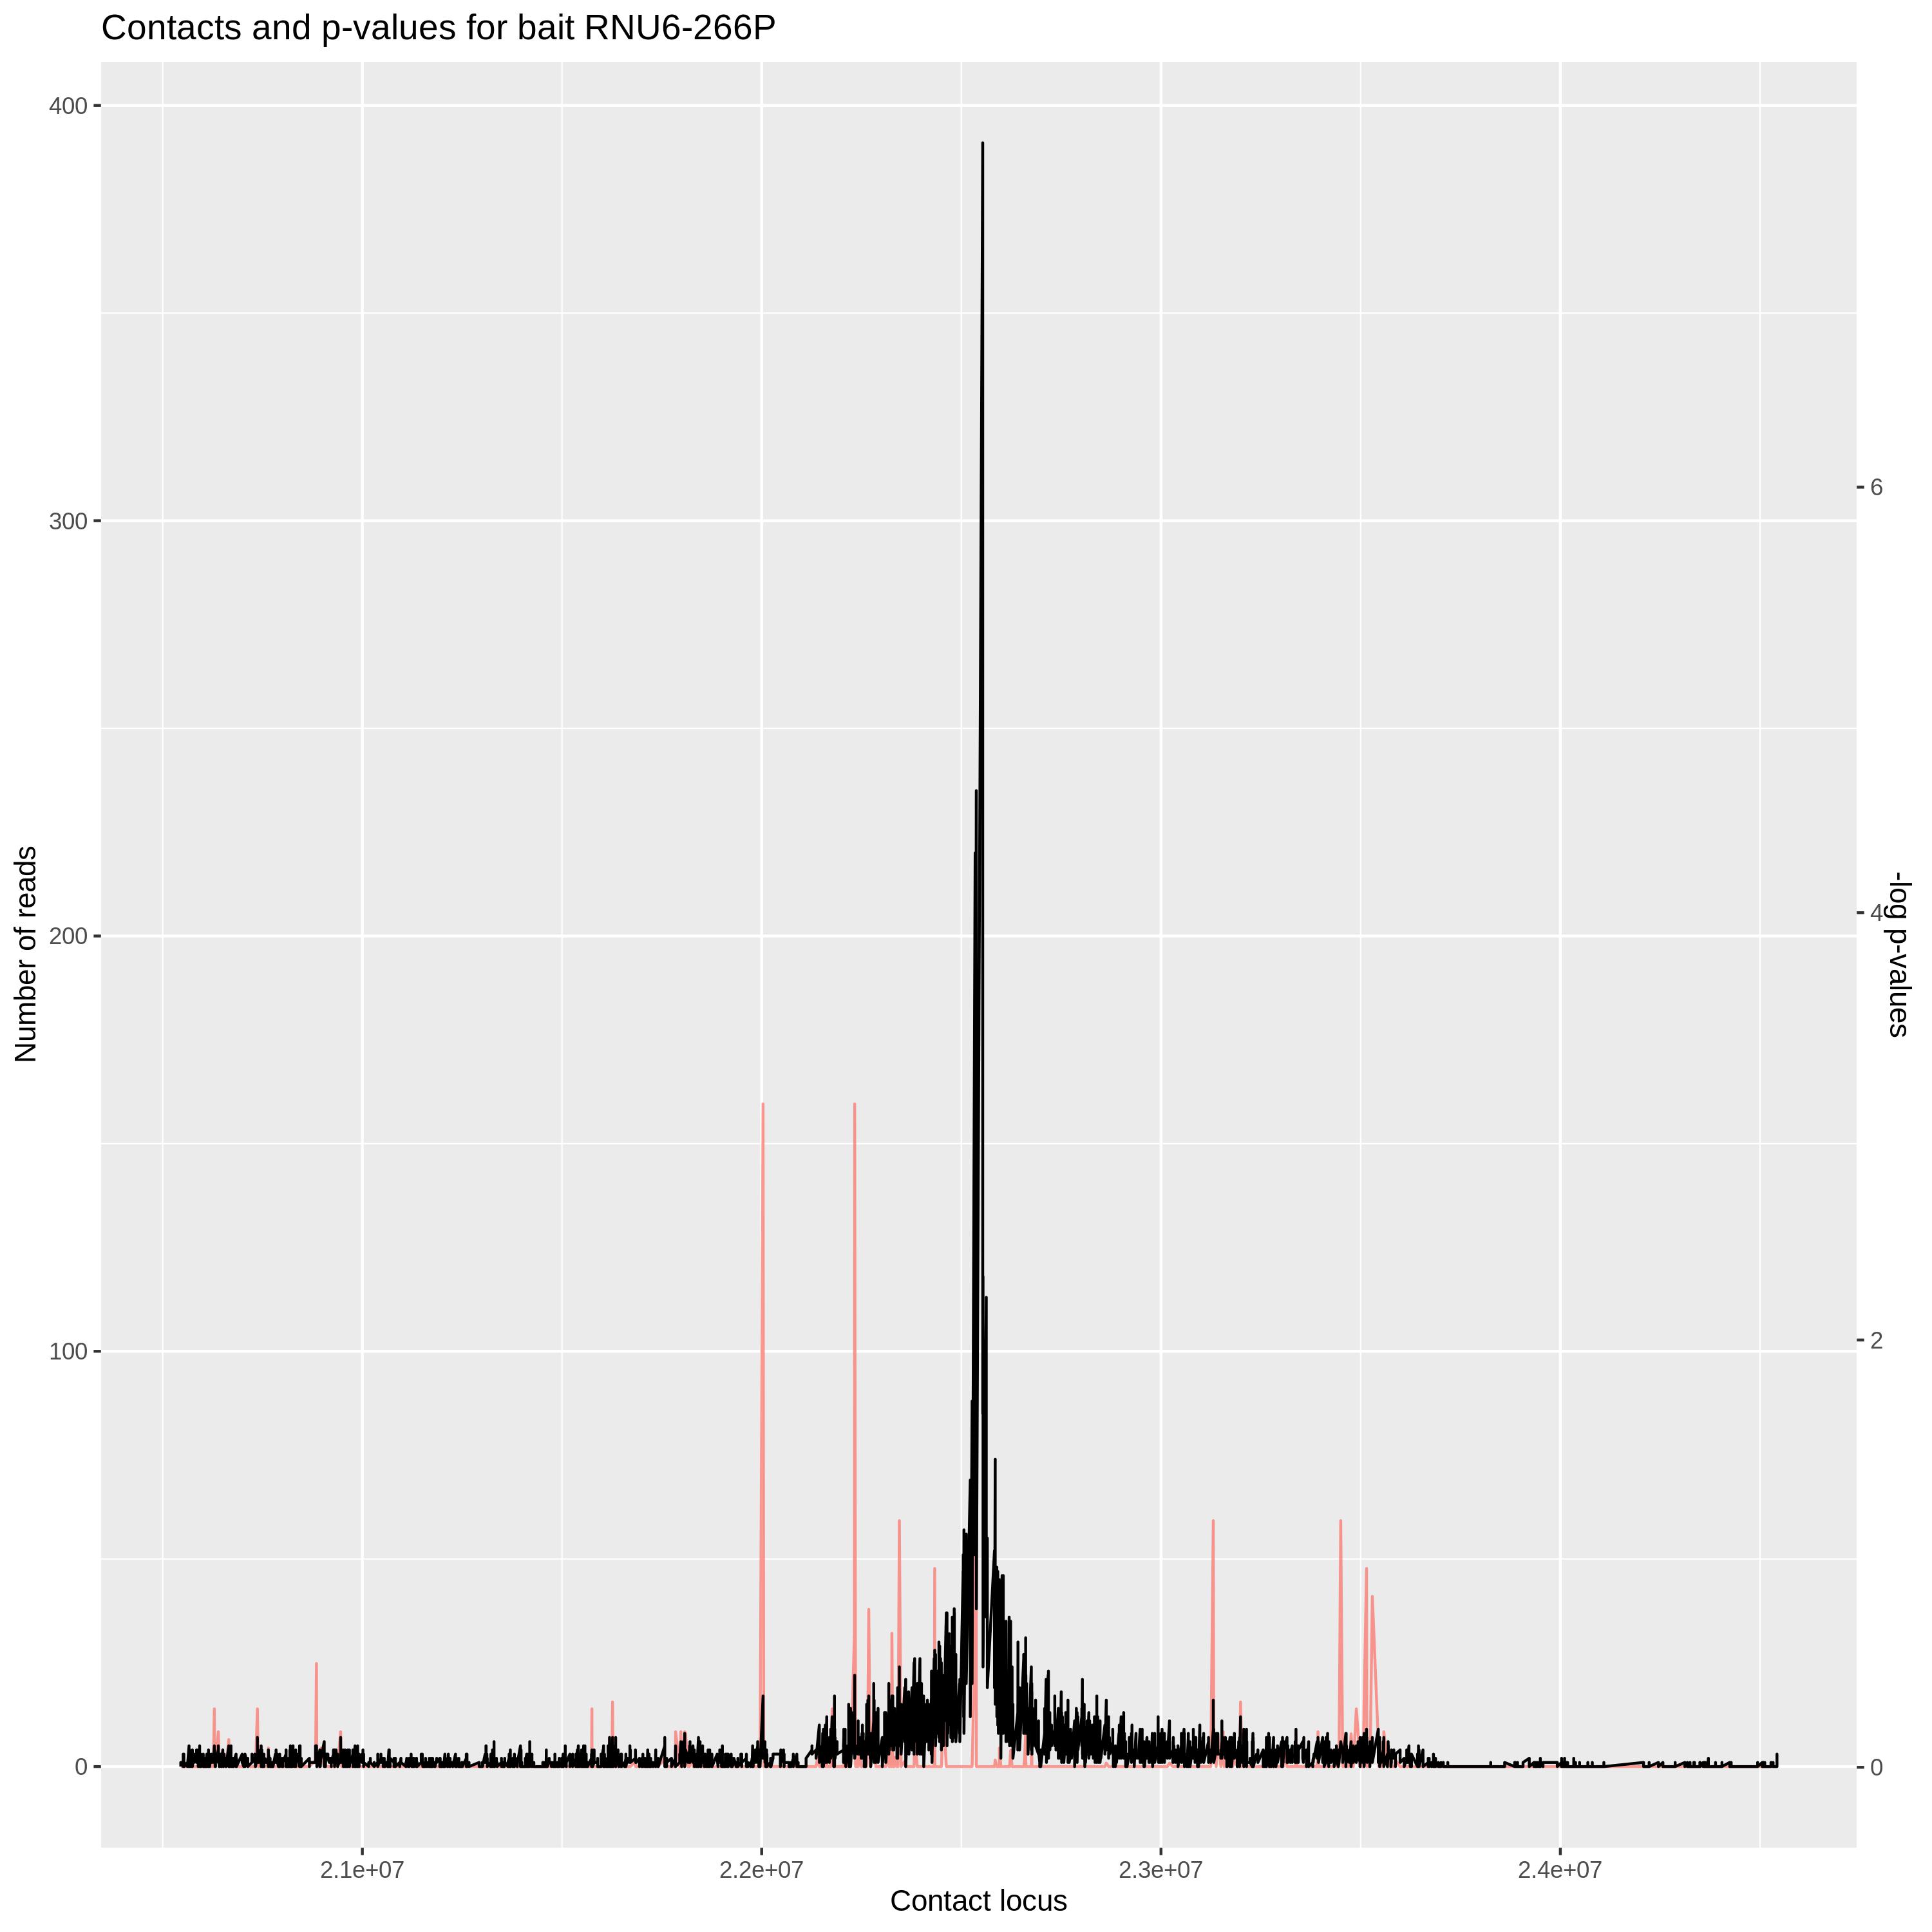 Contacts and p-values for bait RNU6-266P
400
300
200
100
0
6
4
2
0
Number of reads
-log p-values
2.1e+07
2.2e+07
2.3e+07
2.4e+07
Contact locus